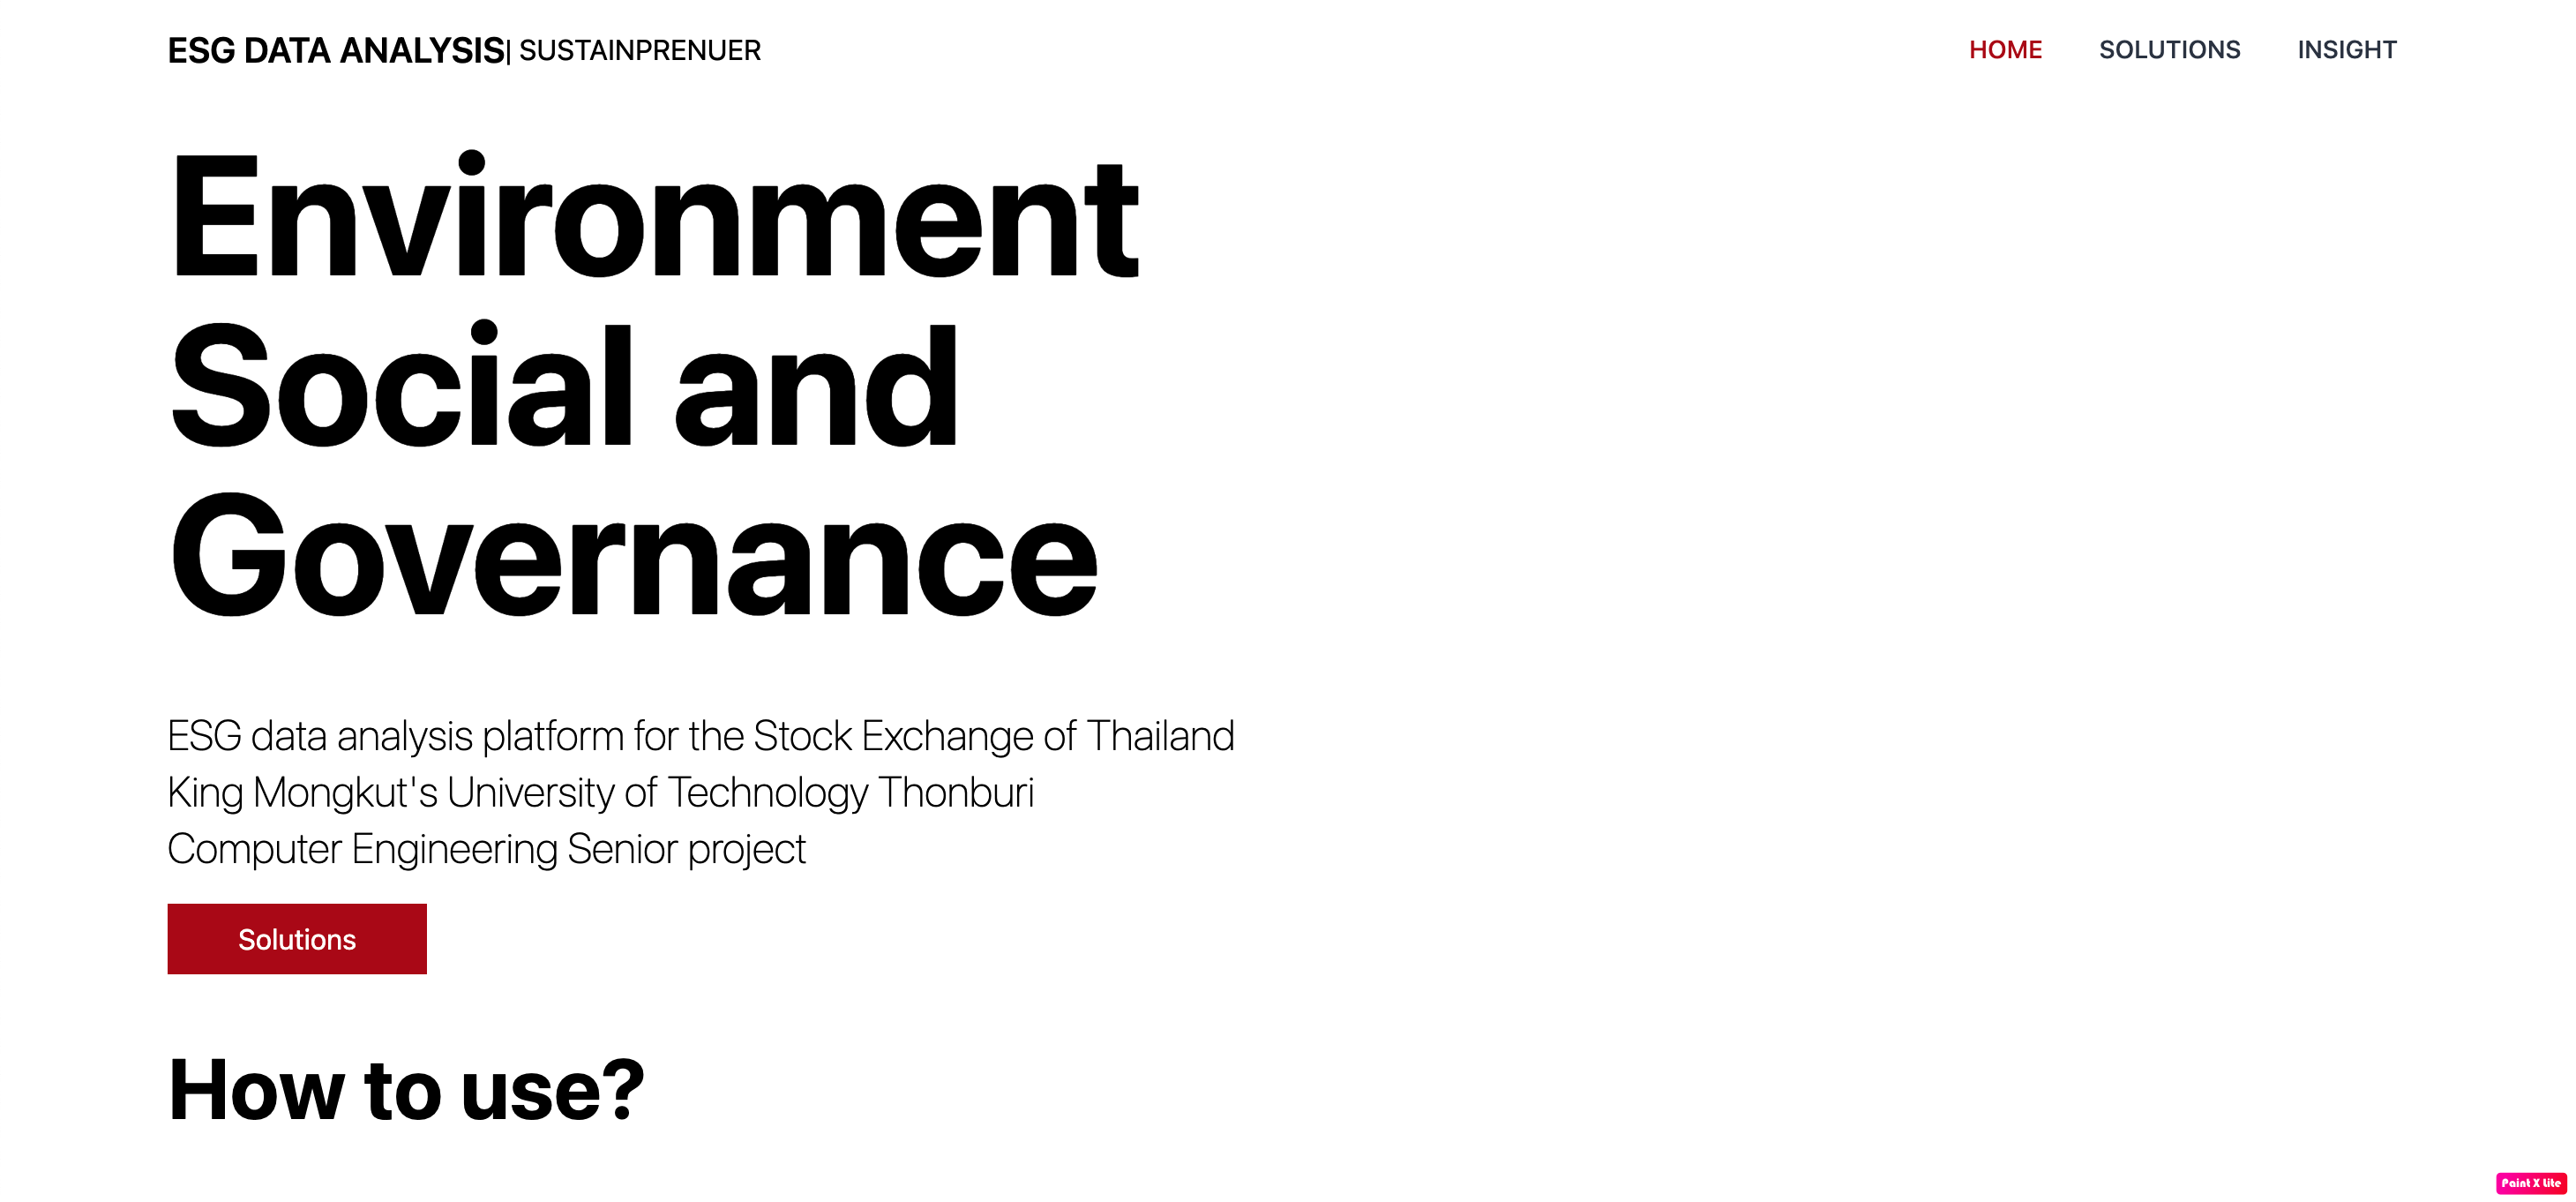 ESG DATA ANALYSIS| SUSTAINPRENUER
HOME SOLUTIONS INSIGHT
Environment
Social and
Governance
ESG data analysis platform for the Stock Exchange of Thailand
King Mongkut's University of Technology Thonburi
Computer Engineering Senior project
Solutions
How to use?
Paint X Lite